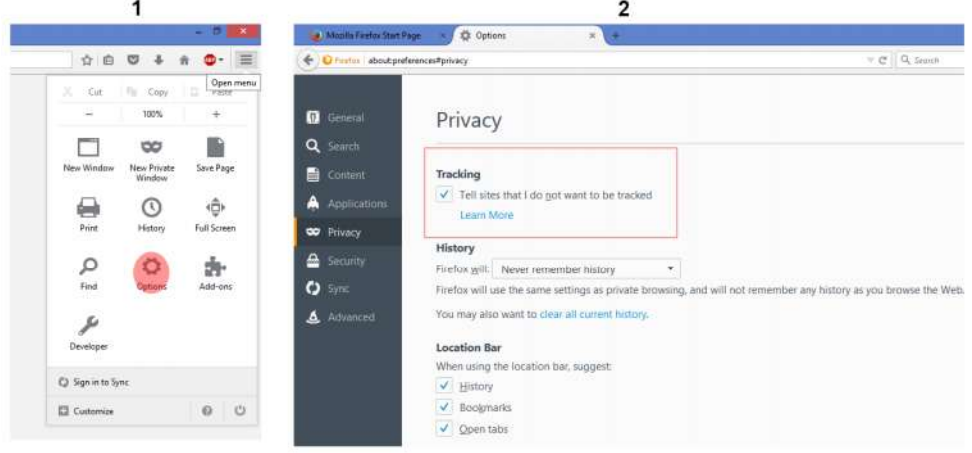 1
2
Open menu
Cut Copy Paste
− 100% +
New Window New Private Window Save Page
Print History Full Screen
Find Options Add-ons
Developer
Sign in to Sync
Customize
Mozilla Firefox Start Page
Options
Firefox about:preferences#privacy
Search
General
Search
Content
Applications
Privacy
Security
Sync
Advanced
Privacy
Tracking
Tell sites that I do not want to be tracked
Learn More
History
Firefox will: Never remember history
Firefox will use the same settings as private browsing, and will not remember any history as you browse the Web.
You may also want to clear all current history.
Location Bar
When using the location bar, suggest:
History
Bookmarks
Open tabs